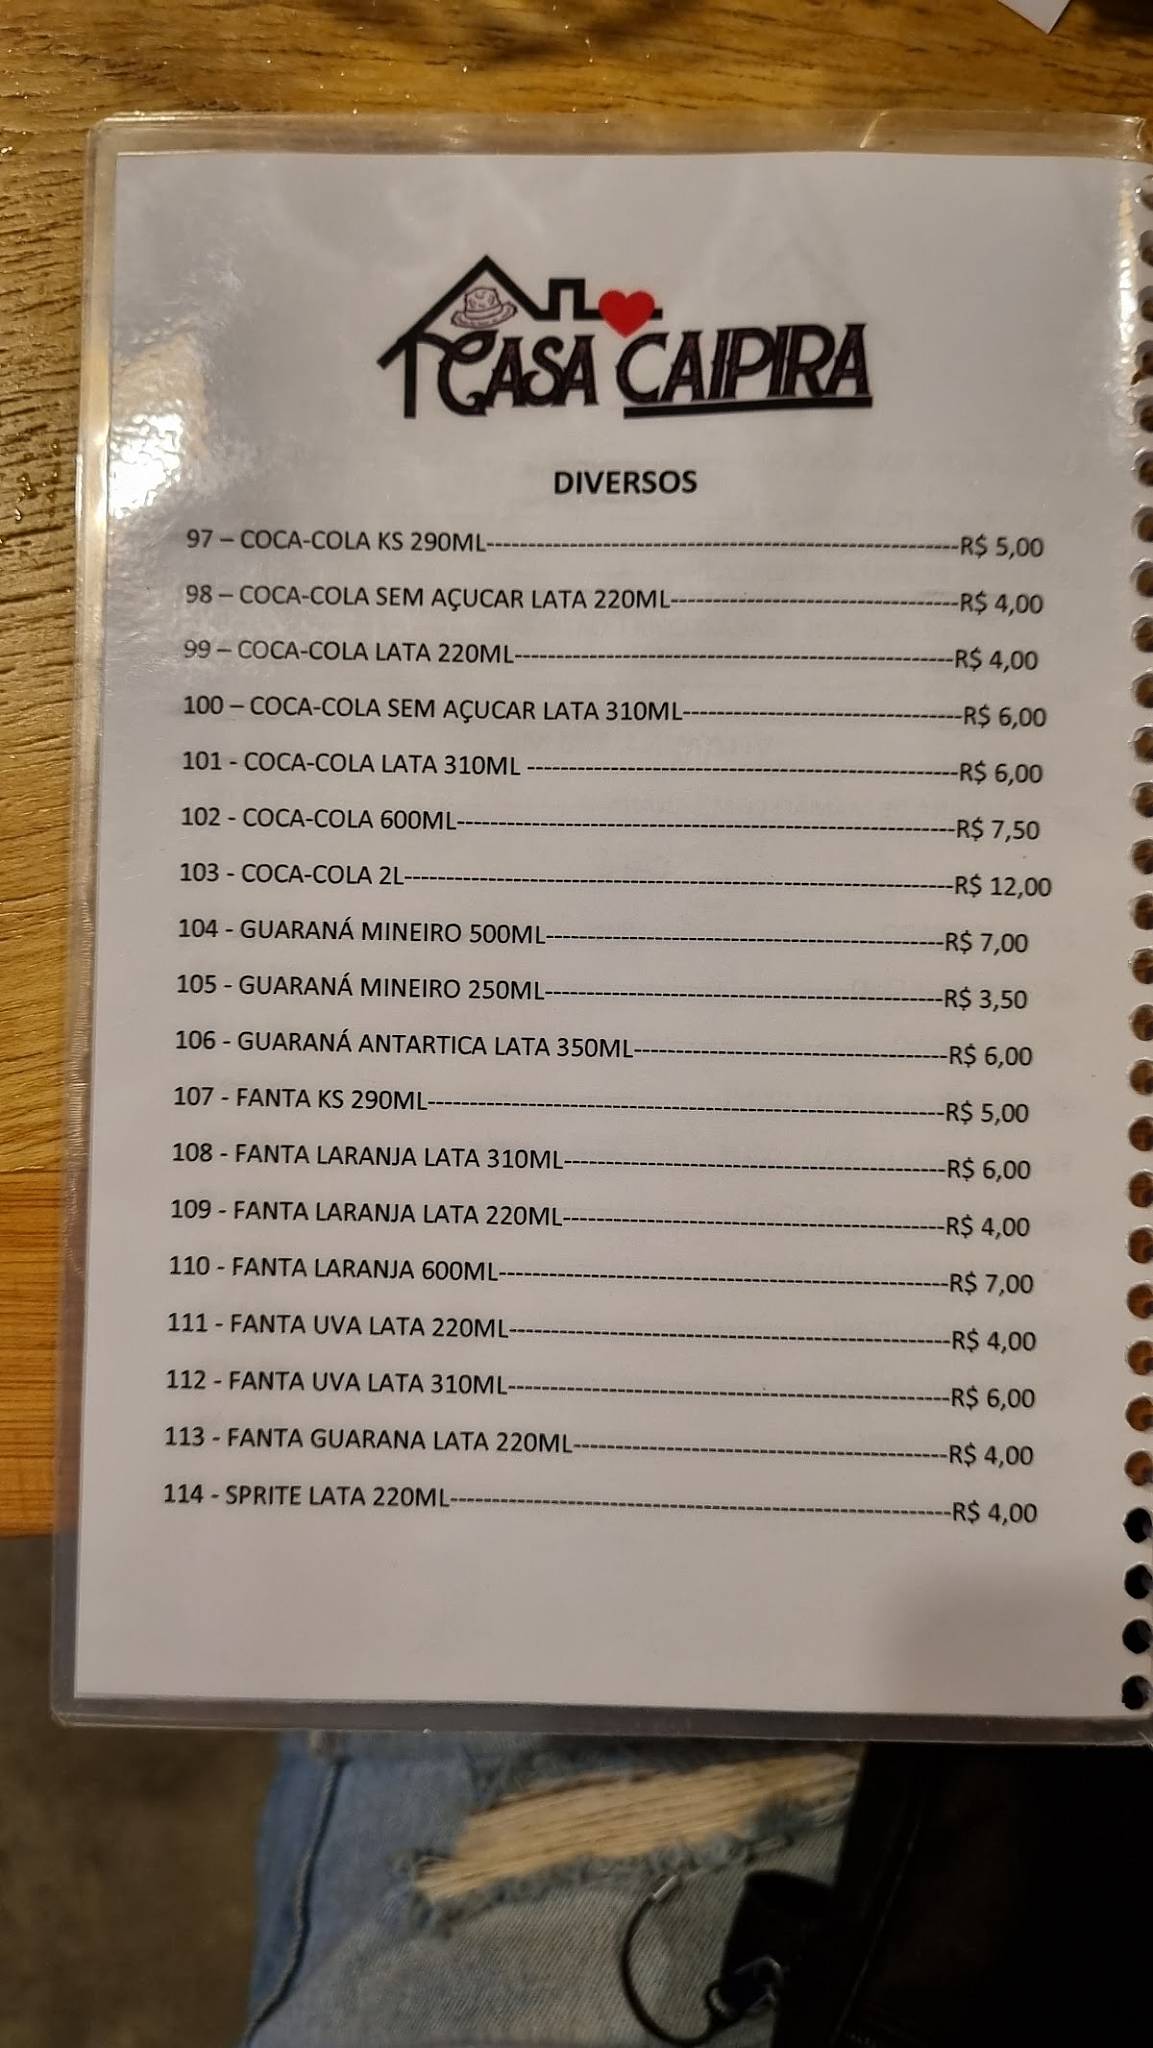 CASA CAIPIRA
DIVERSOS
97 – COCA-COLA KS 290ML----------------------------------------------------------R$ 5,00
98 – COCA-COLA SEM AÇUCAR LATA 220ML-----------------------------------R$ 4,00
99 – COCA-COLA LATA 220ML------------------------------------------------------R$ 4,00
100 – COCA-COLA SEM AÇUCAR LATA 310ML----------------------------------R$ 6,00
101 - COCA-COLA LATA 310ML -----------------------------------------------------R$ 6,00
102 - COCA-COLA 600ML-------------------------------------------------------------R$ 7,50
103 - COCA-COLA 2L-------------------------------------------------------------------R$ 12,00
104 - GUARANÁ MINEIRO 500ML-------------------------------------------------R$ 7,00
105 - GUARANÁ MINEIRO 250ML-------------------------------------------------R$ 3,50
106 - GUARANÁ ANTARTICA LATA 350ML--------------------------------------R$ 6,00
107 - FANTA KS 290ML---------------------------------------------------------------R$ 5,00
108 - FANTA LARANJA LATA 310ML-----------------------------------------------R$ 6,00
109 - FANTA LARANJA LATA 220ML-----------------------------------------------R$ 4,00
110 - FANTA LARANJA 600ML-------------------------------------------------------R$ 7,00
111 - FANTA UVA LATA 220ML------------------------------------------------------R$ 4,00
112 - FANTA UVA LATA 310ML------------------------------------------------------R$ 6,00
113 - FANTA GUARANA LATA 220ML----------------------------------------------R$ 4,00
114 - SPRITE LATA 220ML-------------------------------------------------------------R$ 4,00